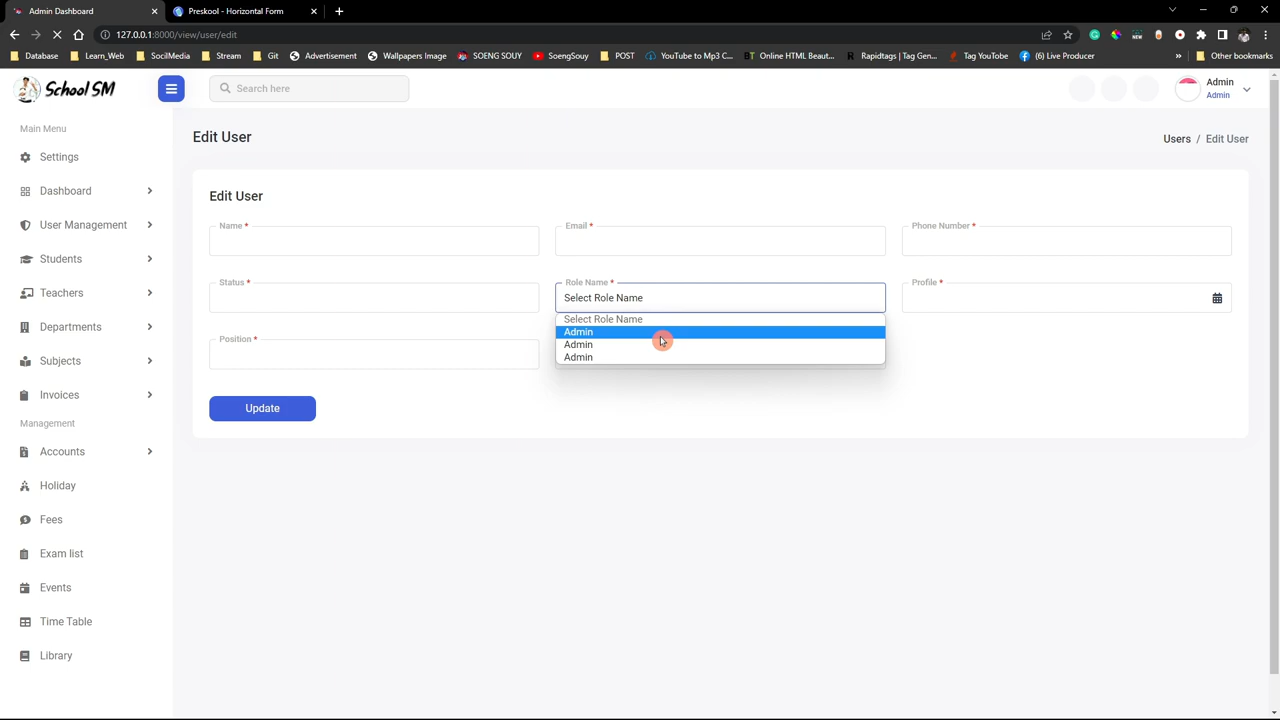 Admin Dashboard
Preskool - Horizontal Form
127.0.0.1:8000/view/user/edit
Database
Learn_Web
SocilMedia
Stream
Git
Advertisement
Wallpapers Image
SOENG SOUY
SoengSouy
POST
YouTube to Mp3 C...
Online HTML Beaut...
Rapidtags | Tag Gen...
Tag YouTube
(6) Live Producer
»
Other bookmarks
School SM
Search here
Admin
Admin
Main Menu
Settings
Dashboard
User Management
Students
Teachers
Departments
Subjects
Invoices
Management
Accounts
Holiday
Fees
Exam list
Events
Time Table
Library
Edit User
Users / Edit User
Edit User
Name *
Email *
Phone Number *
Status *
Role Name *
Select Role Name
Profile *
Select Role Name
Admin
Admin
Admin
Position *
Update